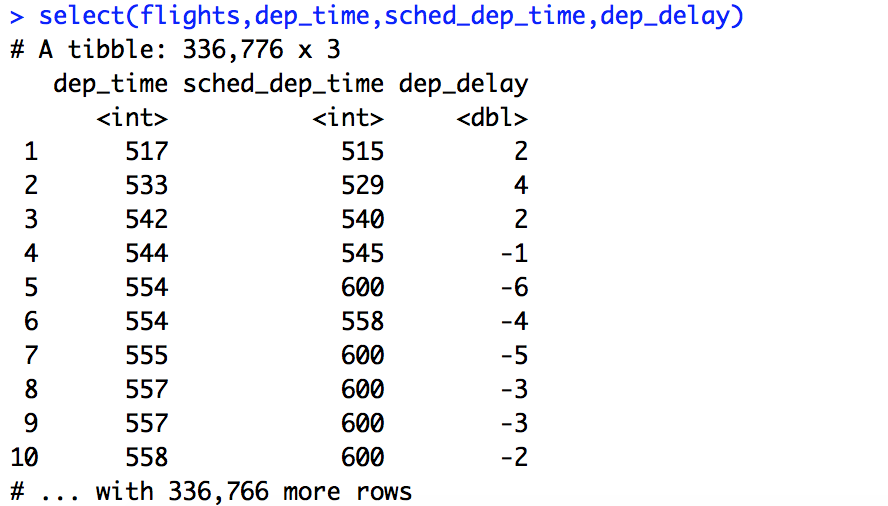 > select(flights,dep_time,sched_dep_time,dep_delay)
# A tibble: 336,776 x 3
   dep_time sched_dep_time dep_delay
      <int>          <int>     <dbl>
 1      517            515         2
 2      533            529         4
 3      542            540         2
 4      544            545        -1
 5      554            600        -6
 6      554            558        -4
 7      555            600        -5
 8      557            600        -3
 9      557            600        -3
10      558            600        -2
# ... with 336,766 more rows